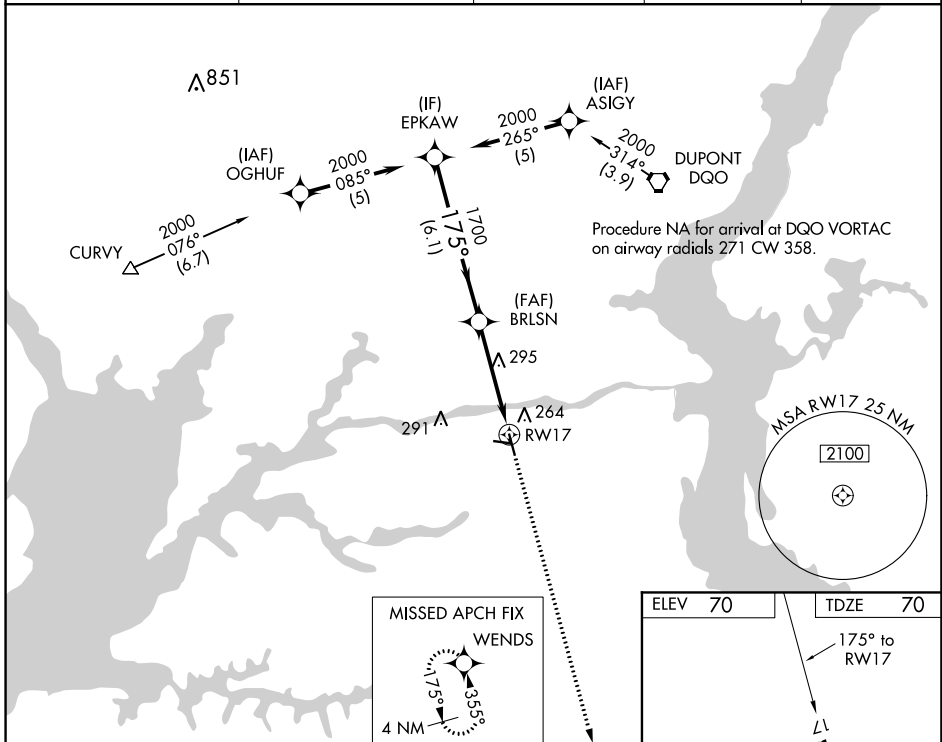 851
(IAF)
ASIGY
(IF)
EPKAW
2000
265°
(5)
2000
314°
(3.9)
DUPONT
DQO
(IAF)
OGHUF
2000
085°
(5)
Procedure NA for arrival at DQO VORTAC
on airway radials 271 CW 358.
CURVY
2000
076°
(6.7)
1700
175°
(6.1)
(FAF)
BRLSN
295
291
264
RW17
MSA RW17 25 NM
2100
MISSED APCH FIX
WENDS
175°
355°
4 NM
ELEV 70
TDZE 70
175° to
RW17
17